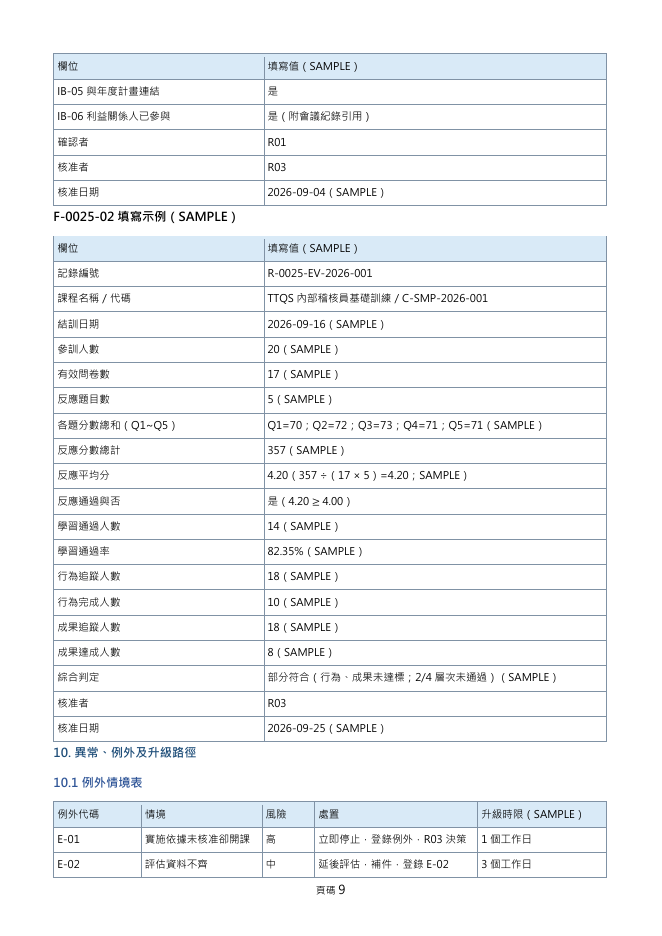 欄位 填寫值（SAMPLE）
IB-05 與年度計畫連結 是
IB-06 利益關係人已參與 是（附會議紀錄引用）
確認者 R01
核准者 R03
核准日期 2026-09-04（SAMPLE）
F-0025-02 填寫示例（SAMPLE）
欄位 填寫值（SAMPLE）
記錄編號 R-0025-EV-2026-001
課程名稱 / 代碼 TTQS 內部稽核員基礎訓練 / C-SMP-2026-001
結訓日期 2026-09-16（SAMPLE）
參訓人數 20（SAMPLE）
有效問卷數 17（SAMPLE）
反應題目數 5（SAMPLE）
各題分數總和（Q1~Q5） Q1=70；Q2=72；Q3=73；Q4=71；Q5=71（SAMPLE）
反應分數總計 357（SAMPLE）
反應平均分 4.20（357 ÷（17 × 5）=4.20；SAMPLE）
反應通過與否 是（4.20 ≥ 4.00）
學習通過人數 14（SAMPLE）
學習通過率 82.35%（SAMPLE）
行為追蹤人數 18（SAMPLE）
行為完成人數 10（SAMPLE）
成果追蹤人數 18（SAMPLE）
成果達成人數 8（SAMPLE）
綜合判定 部分符合（行為、成果未達標；2/4 層次未通過）（SAMPLE）
核准者 R03
核准日期 2026-09-25（SAMPLE）
10. 異常、例外及升級路徑
10.1 例外情境表
例外代碼 情境 風險 處置 升級時限（SAMPLE）
E-01 實施依據未核准卻開課 高 立即停止，登錄例外，R03 決策 1 個工作日
E-02 評估資料不齊 中 延後評估，補件，登錄 E-02 3 個工作日
頁碼 9